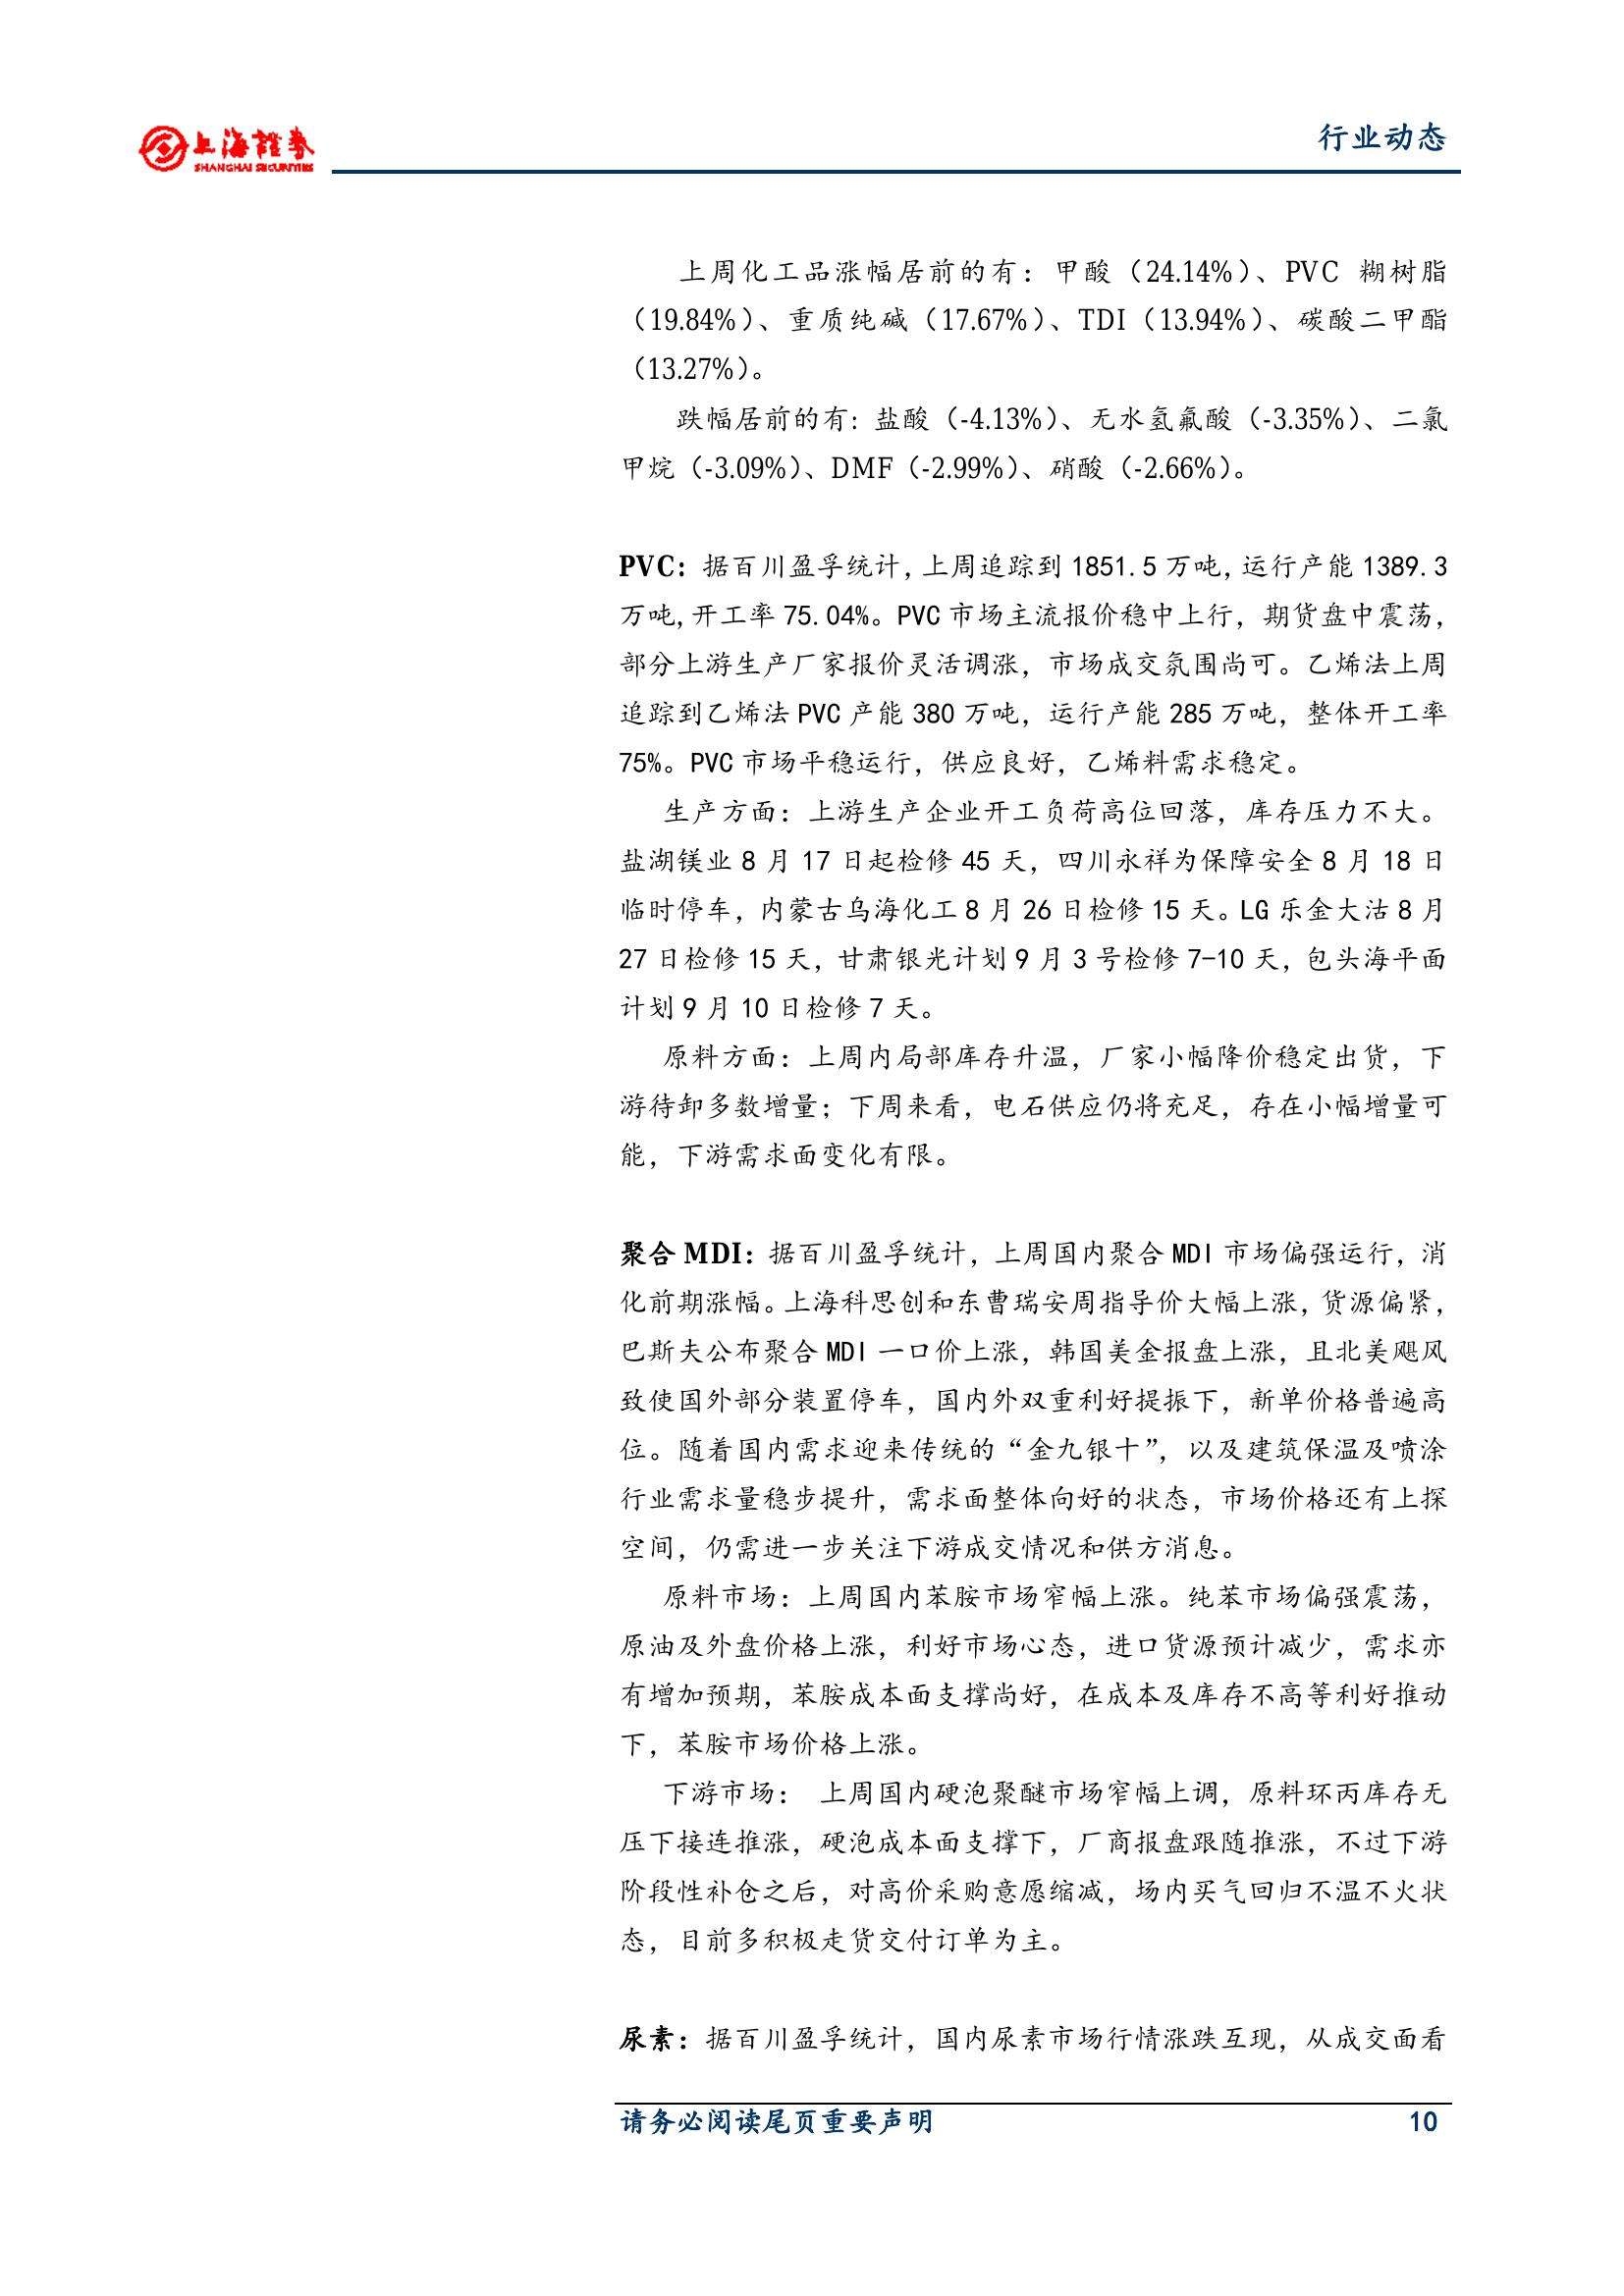 上海證券
SHANGHAI SECURITIES
行业动态
上周化工品涨幅居前的有：甲酸（24.14%）、PVC 糊树脂
（19.84%）、重质纯碱（17.67%）、TDI（13.94%）、碳酸二甲酯
（13.27%）。
跌幅居前的有：盐酸（-4.13%）、无水氢氟酸（-3.35%）、二氯
甲烷（-3.09%）、DMF（-2.99%）、硝酸（-2.66%）。
PVC：据百川盈孚统计，上周追踪到 1851.5 万吨，运行产能 1389.3
万吨，开工率 75.04%。PVC 市场主流报价稳中上行，期货盘中震荡，
部分上游生产厂家报价灵活调涨，市场成交氛围尚可。乙烯法上周
追踪到乙烯法 PVC 产能 380 万吨，运行产能 285 万吨，整体开工率
75%。PVC 市场平稳运行，供应良好，乙烯料需求稳定。
生产方面：上游生产企业开工负荷高位回落，库存压力不大。
盐湖镁业 8 月 17 日起检修 45 天，四川永祥为保障安全 8 月 18 日
临时停车，内蒙古乌海化工 8 月 26 日检修 15 天。LG 乐金大沽 8 月
27 日检修 15 天，甘肃银光计划 9 月 3 号检修 7-10 天，包头海平面
计划 9 月 10 日检修 7 天。
原料方面：上周内局部库存升温，厂家小幅降价稳定出货，下
游待卸多数增量；下周来看，电石供应仍将充足，存在小幅增量可
能，下游需求面变化有限。
聚合 MDI：据百川盈孚统计，上周国内聚合 MDI 市场偏强运行，消
化前期涨幅。上海科思创和东曹瑞安周指导价大幅上涨，货源偏紧，
巴斯夫公布聚合 MDI 一口价上涨，韩国美金报盘上涨，且北美飓风
致使国外部分装置停车，国内外双重利好提振下，新单价格普遍高
位。随着国内需求迎来传统的“金九银十”，以及建筑保温及喷涂
行业需求量稳步提升，需求面整体向好的状态，市场价格还有上探
空间，仍需进一步关注下游成交情况和供方消息。
原料市场：上周国内苯胺市场窄幅上涨。纯苯市场偏强震荡，
原油及外盘价格上涨，利好市场心态，进口货源预计减少，需求亦
有增加预期，苯胺成本面支撑尚好，在成本及库存不高等利好推动
下，苯胺市场价格上涨。
下游市场： 上周国内硬泡聚醚市场窄幅上调，原料环丙库存无
压下接连推涨，硬泡成本面支撑下，厂商报盘跟随推涨，不过下游
阶段性补仓之后，对高价采购意愿缩减，场内买气回归不温不火状
态，目前多积极走货交付订单为主。
尿素：据百川盈孚统计，国内尿素市场行情涨跌互现，从成交面看
请务必阅读尾页重要声明
10